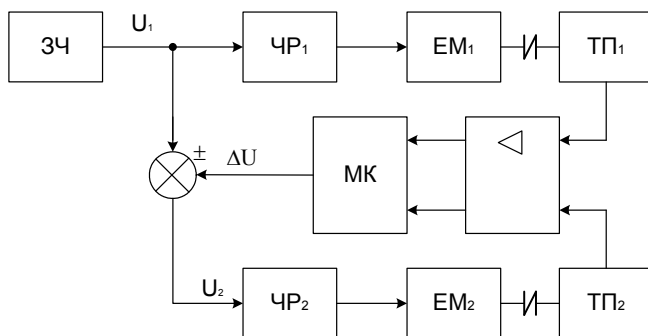 U₁
ЗЧ
ЧР₁
ЕМ₁
ТП₁
±
ΔU
МК
U₂
ЧР₂
ЕМ₂
ТП₂